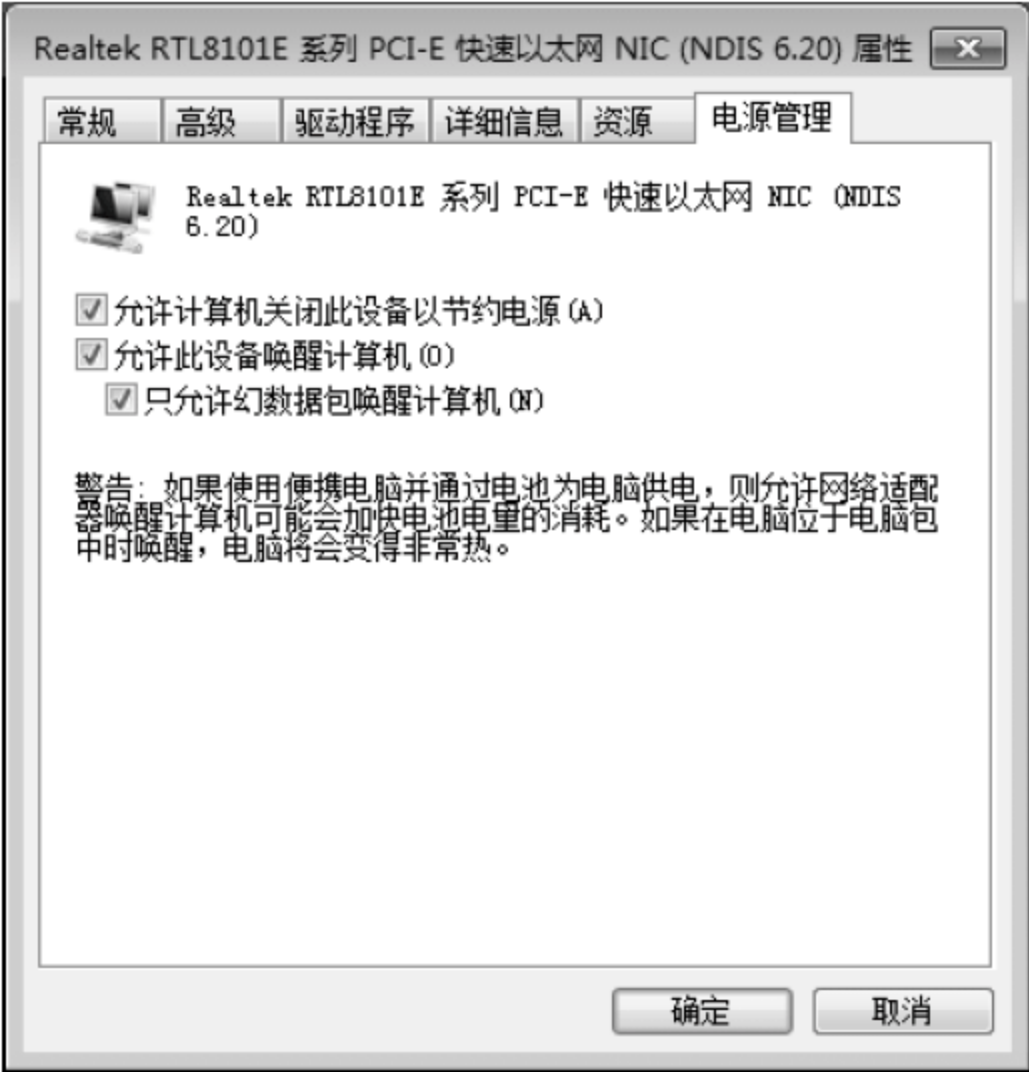 Realtek RTL8101E 系列 PCI-E 快速以太网 NIC (NDIS 6.20) 属性
常规 高级 驱动程序 详细信息 资源 电源管理
Realtek RTL8101E 系列 PCI-E 快速以太网 NIC (NDIS
6.20)
允许计算机关闭此设备以节约电源(A)
允许此设备唤醒计算机(O)
只允许幻数据包唤醒计算机(N)
警告: 如果使用便携电脑并通过电池为电脑供电，则允许网络适配
器唤醒计算机可能会加快电池电量的消耗。如果在电脑位于电脑包
中时唤醒，电脑将会变得非常热。
确定 取消